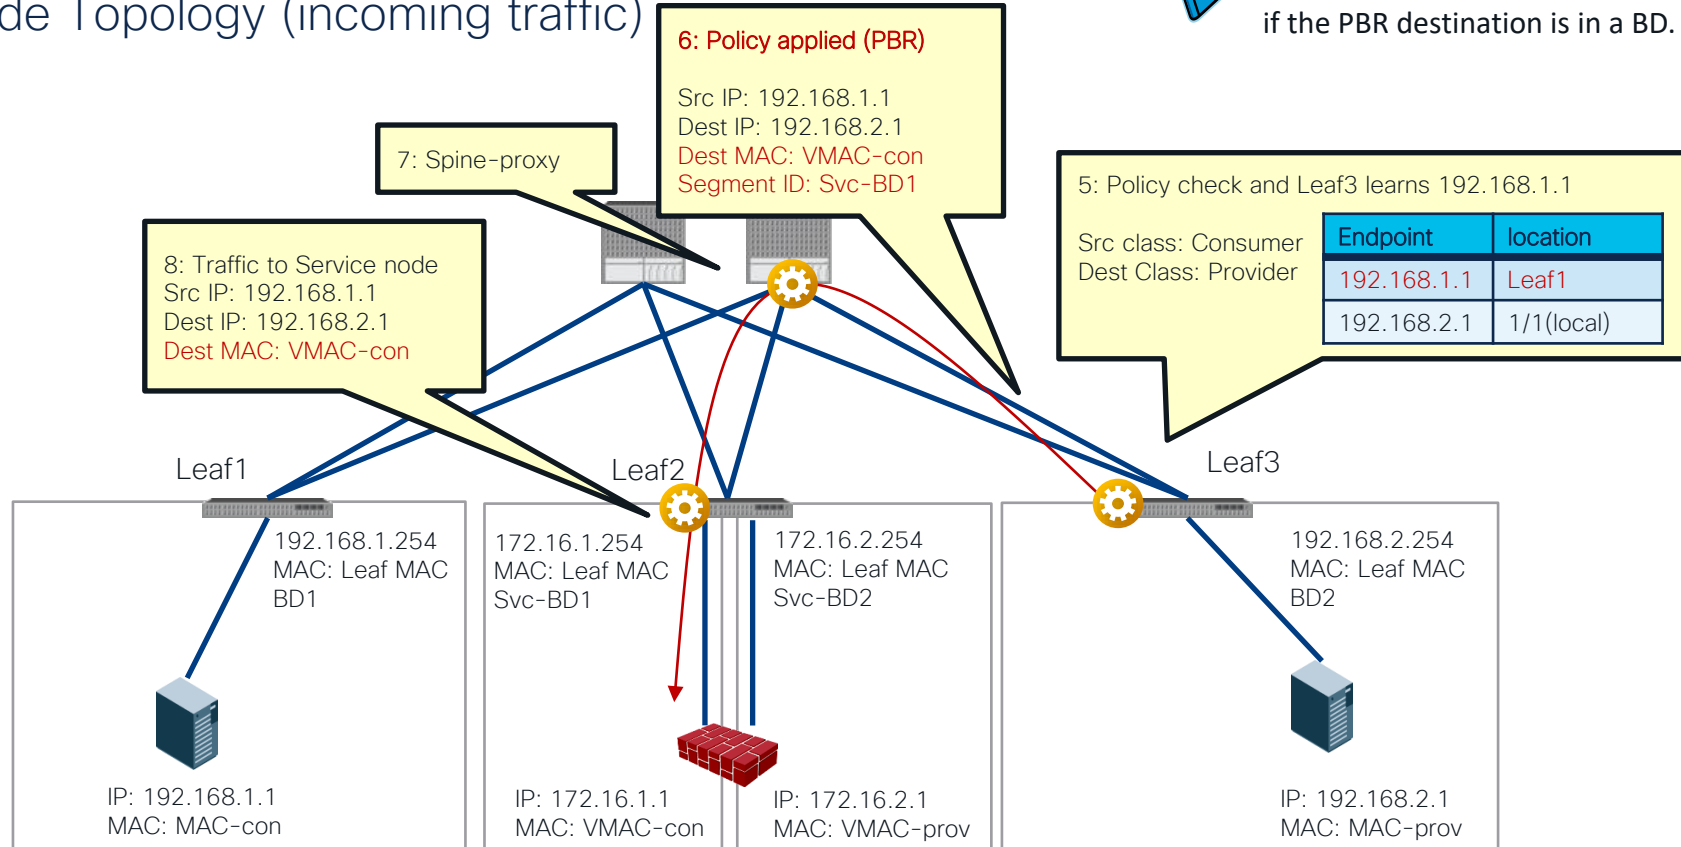 de Topology (incoming traffic)
if the PBR destination is in a BD.
6: Policy applied (PBR)
Src IP: 192.168.1.1
Dest IP: 192.168.2.1
Dest MAC: VMAC-con
Segment ID: Svc-BD1
7: Spine-proxy
5: Policy check and Leaf3 learns 192.168.1.1
Src class: Consumer
Dest Class: Provider
Endpoint location
192.168.1.1 Leaf1
192.168.2.1 1/1(local)
8: Traffic to Service node
Src IP: 192.168.1.1
Dest IP: 192.168.2.1
Dest MAC: VMAC-con
Leaf1
Leaf2
Leaf3
192.168.1.254
MAC: Leaf MAC
BD1
172.16.1.254
MAC: Leaf MAC
Svc-BD1
172.16.2.254
MAC: Leaf MAC
Svc-BD2
192.168.2.254
MAC: Leaf MAC
BD2
IP: 192.168.1.1
MAC: MAC-con
IP: 172.16.1.1
MAC: VMAC-con
IP: 172.16.2.1
MAC: VMAC-prov
IP: 192.168.2.1
MAC: MAC-prov